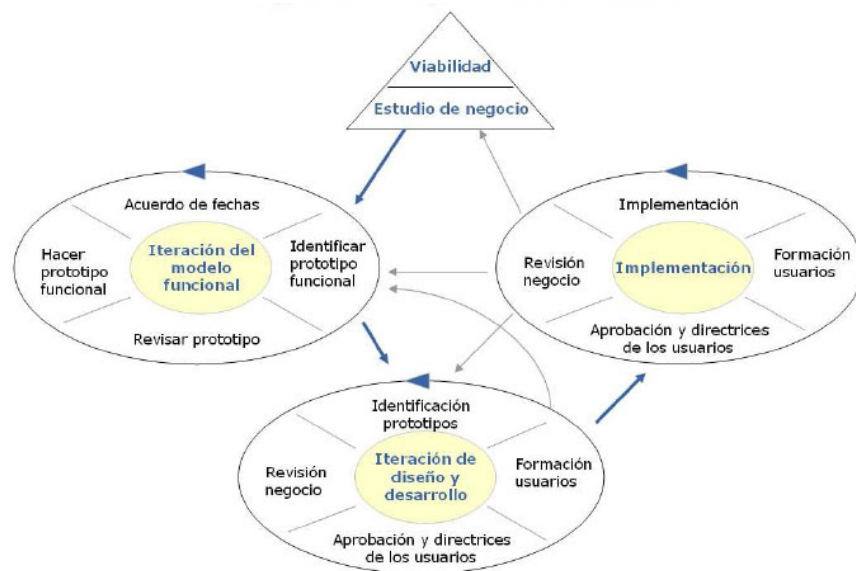 Viabilidad
Estudio de negocio
Acuerdo de fechas
Hacer
prototipo
funcional
Iteración del
modelo
funcional
Identificar
prototipo
funcional
Revisar prototipo
Implementación
Revisión
negocio
Implementación
Formación
usuarios
Aprobación y directrices
de los usuarios
Identificación
prototipos
Revisión
negocio
Iteración de
diseño y
desarrollo
Formación
usuarios
Aprobación y directrices
de los usuarios